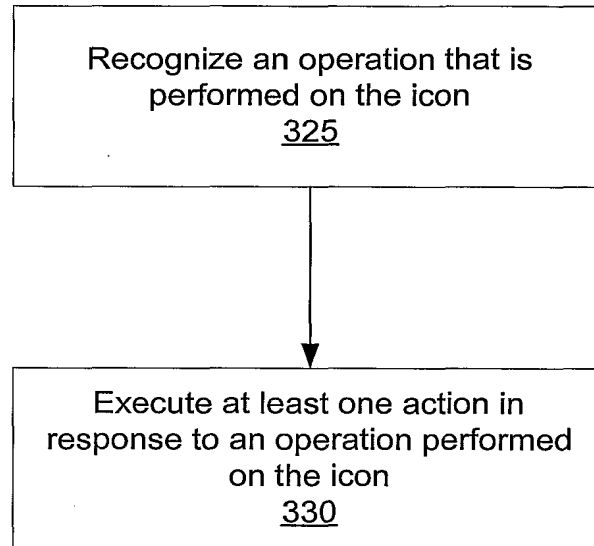 Recognize an operation that is
performed on the icon
325
Execute at least one action in
response to an operation performed
on the icon
330